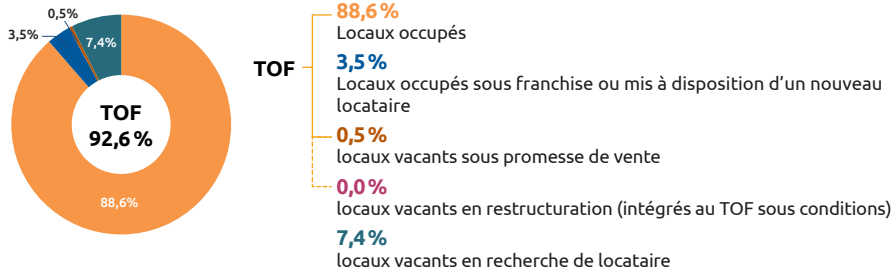 0,5%
3,5%
7,4%
TOF
92,6 %
88,6%
TOF
88,6 %
Locaux occupés
3,5 %
Locaux occupés sous franchise ou mis à disposition d'un nouveau
locataire
0,5 %
locaux vacants sous promesse de vente
0,0 %
locaux vacants en restructuration (intégrés au TOF sous conditions)
7,4 %
locaux vacants en recherche de locataire